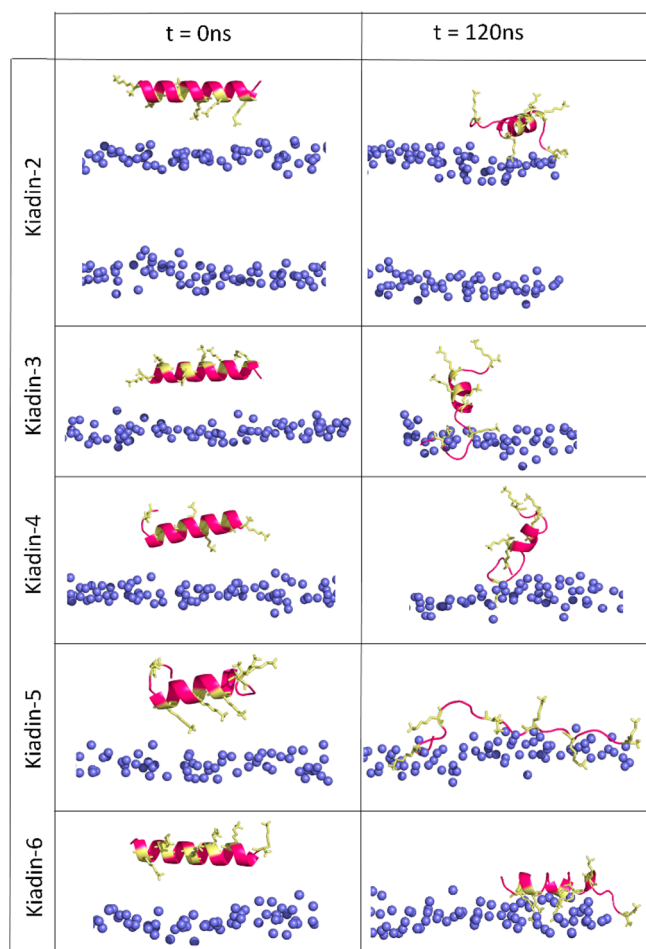 t = 0ns
t = 120ns
Kiadin-2
Kiadin-3
Kiadin-4
Kiadin-5
Kiadin-6